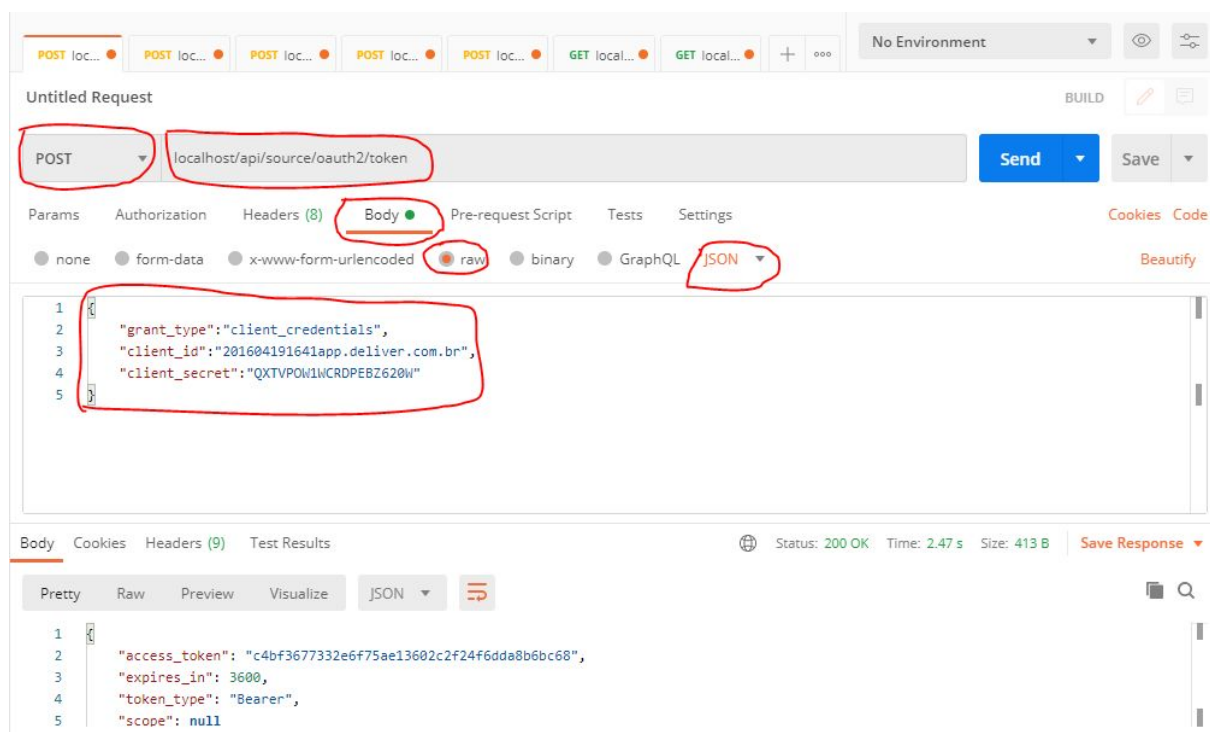 POST loc... POST loc... POST loc... POST loc... POST loc... GET local... GET local... No Environment
Untitled Request BUILD
POST localhost/api/source/oauth2/token Send Save
Params Authorization Headers (8) Body Pre-request Script Tests Settings Cookies Code
none form-data x-www-form-urlencoded raw binary GraphQL JSON Beautify
1 {
2 "grant_type":"client_credentials",
3 "client_id":"201604191641app.deliver.com.br",
4 "client_secret":"QXTVPOW1WCRDPEBZ620W"
5 }
Body Cookies Headers (9) Test Results Status: 200 OK Time: 2.47 s Size: 413 B Save Response
Pretty Raw Preview Visualize JSON
1 {
2 "access_token": "c4bf3677332e6f75ae13602c2f24f6dda8b6bc68",
3 "expires_in": 3600,
4 "token_type": "Bearer",
5 "scope": null